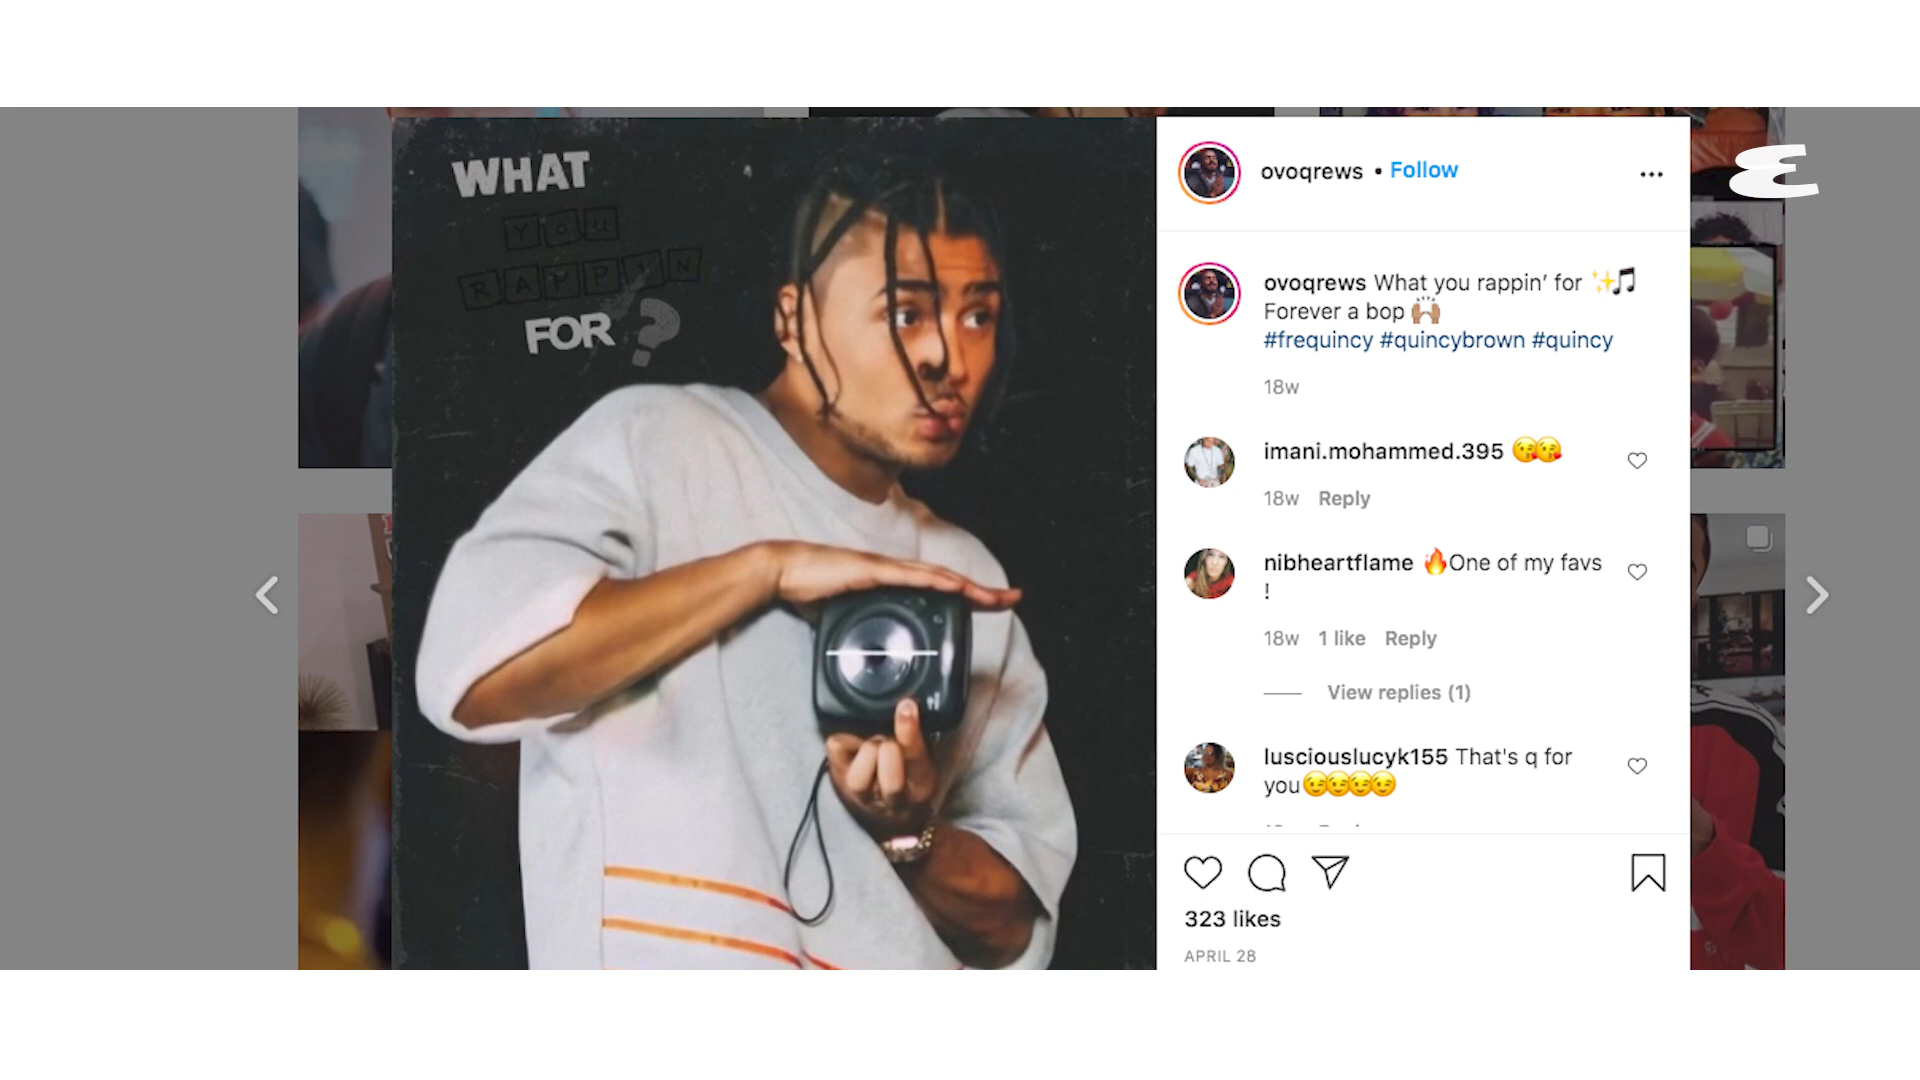 WHAT
YOU
RAPPIN
FOR ?
ovoqrews • Follow
ovoqrews What you rappin’ for ✨🎵
Forever a bop 🙌🏽
#frequincy #quincybrown #quincy
18w
imani.mohammed.395 😘😘
18w Reply
nibheartflame 🔥One of my favs
!
18w 1 like Reply
View replies (1)
lusciouslucyk155 That's q for
you😉😉😉😉
323 likes
APRIL 28